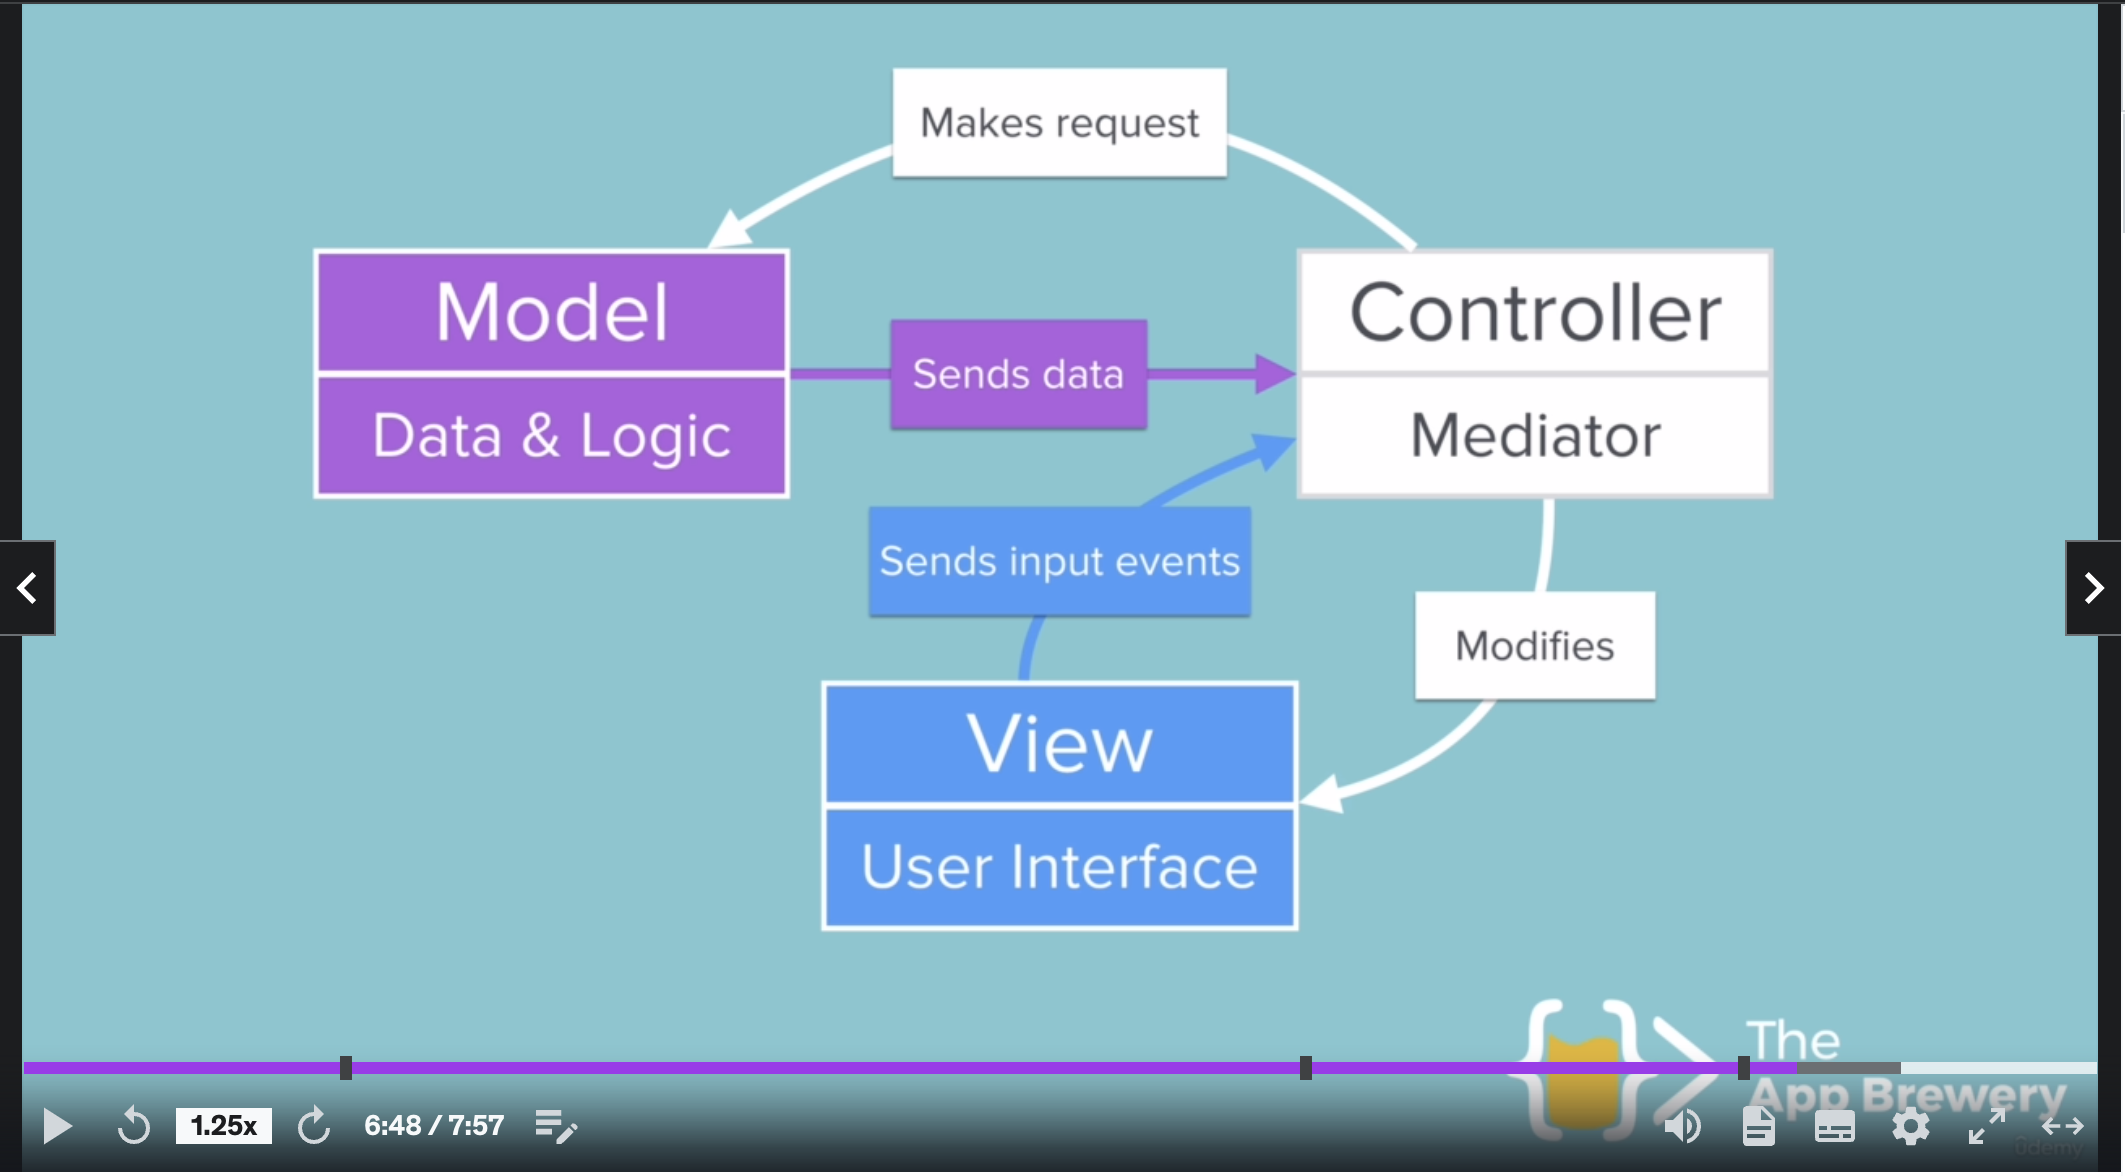 Makes request
Model
Data & Logic
Sends data
Controller
Mediator
Sends input events
Modifies
View
User Interface
The
App Brewery
1.25x
6:48 / 7:57
ûdemy